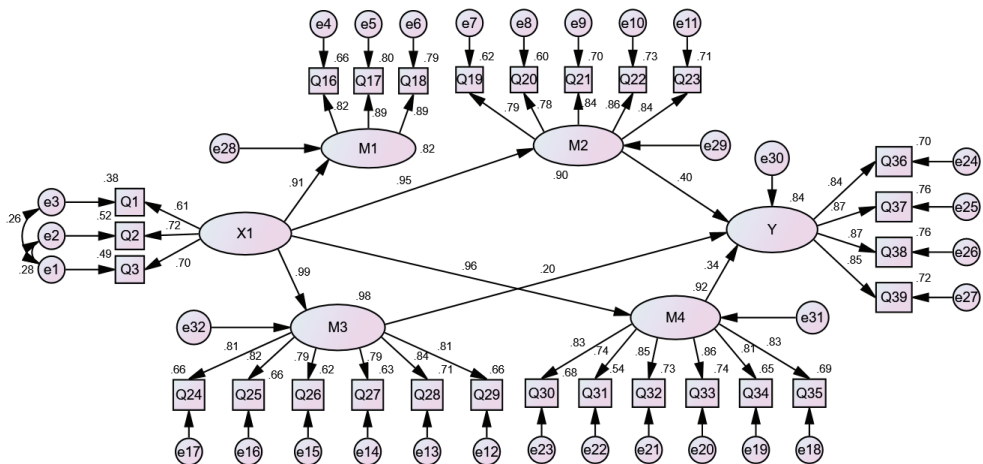 e4 e5 e6 e7 e8 e9 e10 e11
.66 .80 .79 .62 .60 .70 .73 .71
Q16 Q17 Q18 Q19 Q20 Q21 Q22 Q23
.82 .89 .89 .79 .78 .84 .86 .84
e28 M1 .82 M2 e29
.90
e30
.91 .95 .40
.70
Q36 e24
.84
.76
Q37 e25
.87
.84 Y
.76
Q38 e26
.87
.72
Q39 e27
.85
.38
e3 Q1 .61
.26
.52
e2 Q2 .72
X1
.49
e1 Q3 .70
.28
.99 .96 .20 .34
.98 .92
e32 M3 M4 e31
.81 .82 .79 .79 .84 .81 .83 .74 .85 .86 .81 .83
.66 .66 .62 .63 .71 .66 .68 .54 .73 .74 .65 .69
Q24 Q25 Q26 Q27 Q28 Q29 Q30 Q31 Q32 Q33 Q34 Q35
e17 e16 e15 e14 e13 e12 e23 e22 e21 e20 e19 e18